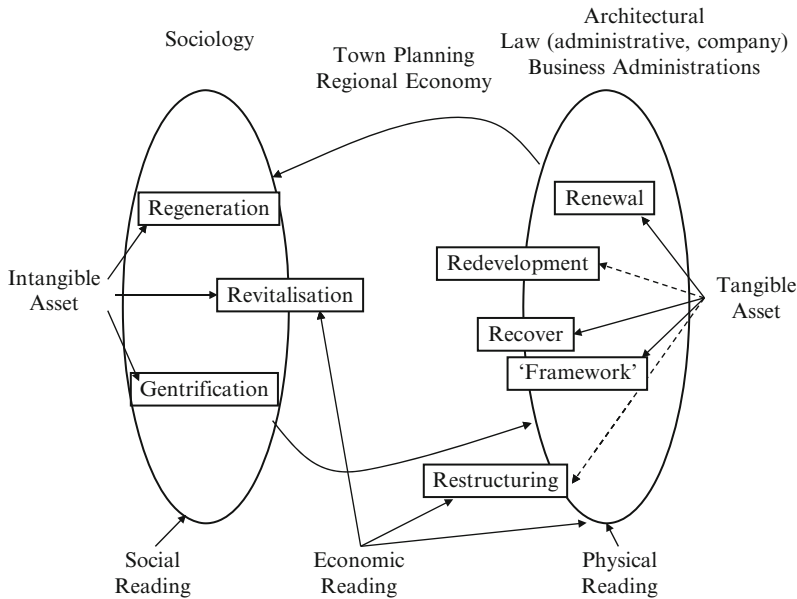 Sociology
Town Planning
Regional Economy
Architectural
Law (administrative, company)
Business Administrations
Regeneration
Renewal
Intangible
Asset
Revitalisation
Redevelopment
Tangible
Asset
Recover
‘Framework’
Gentrification
Restructuring
Social
Reading
Economic
Reading
Physical
Reading